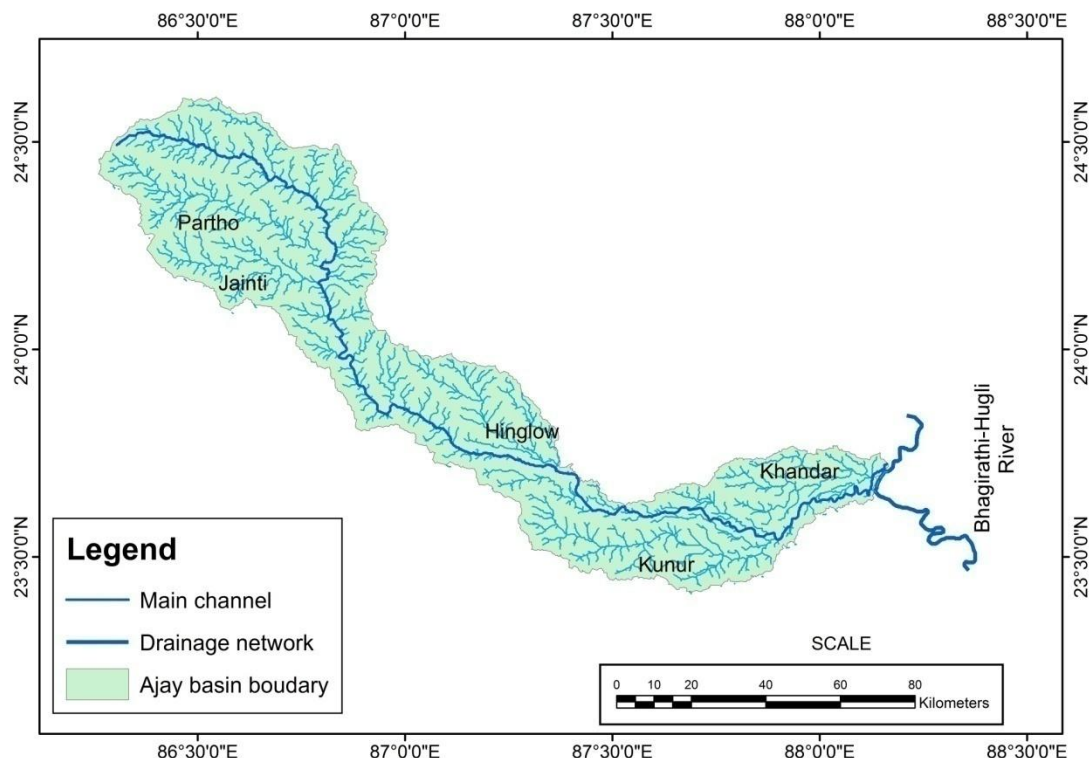 86°30'0"E 87°0'0"E 87°30'0"E 88°0'0"E 88°30'0"E
24°30'0"N
24°30'0"N
Partho
Jainti
24°0'0"N
24°0'0"N
Hinglow
Khandar
Bhagirathi-Hugli
River
Kunur
23°30'0"N
23°30'0"N
Legend
Main channel
Drainage network
Ajay basin boudary
SCALE
0 10 20 40 60 80
Kilometers
86°30'0"E 87°0'0"E 87°30'0"E 88°0'0"E 88°30'0"E